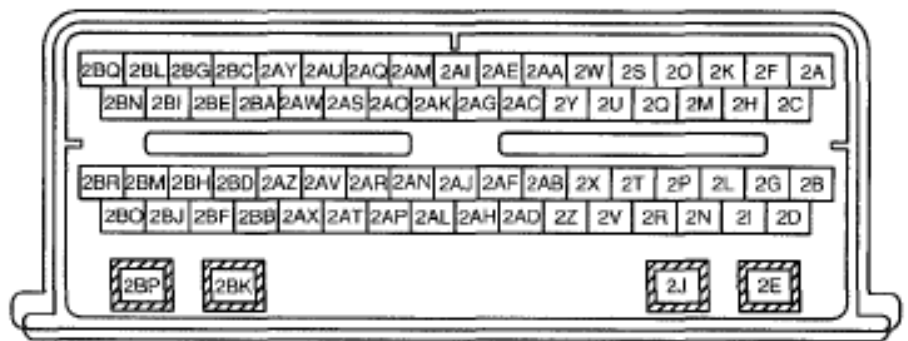 2BQ 2BL 2BG 2BC 2AY 2AU 2AQ 2AM 2AI 2AE 2AA 2W 2S 2O 2K 2F 2A
2BN 2BI 2BE 2BA 2AW 2AS 2AO 2AK 2AG 2AC 2Y 2U 2Q 2M 2H 2C
2BR 2BM 2BH 2BD 2AZ 2AV 2AR 2AN 2AJ 2AF 2AB 2X 2T 2P 2L 2G 2B
2BO 2BJ 2BF 2BB 2AX 2AT 2AP 2AL 2AH 2AD 2Z 2V 2R 2N 2I 2D
2BP 2BK 2J 2E